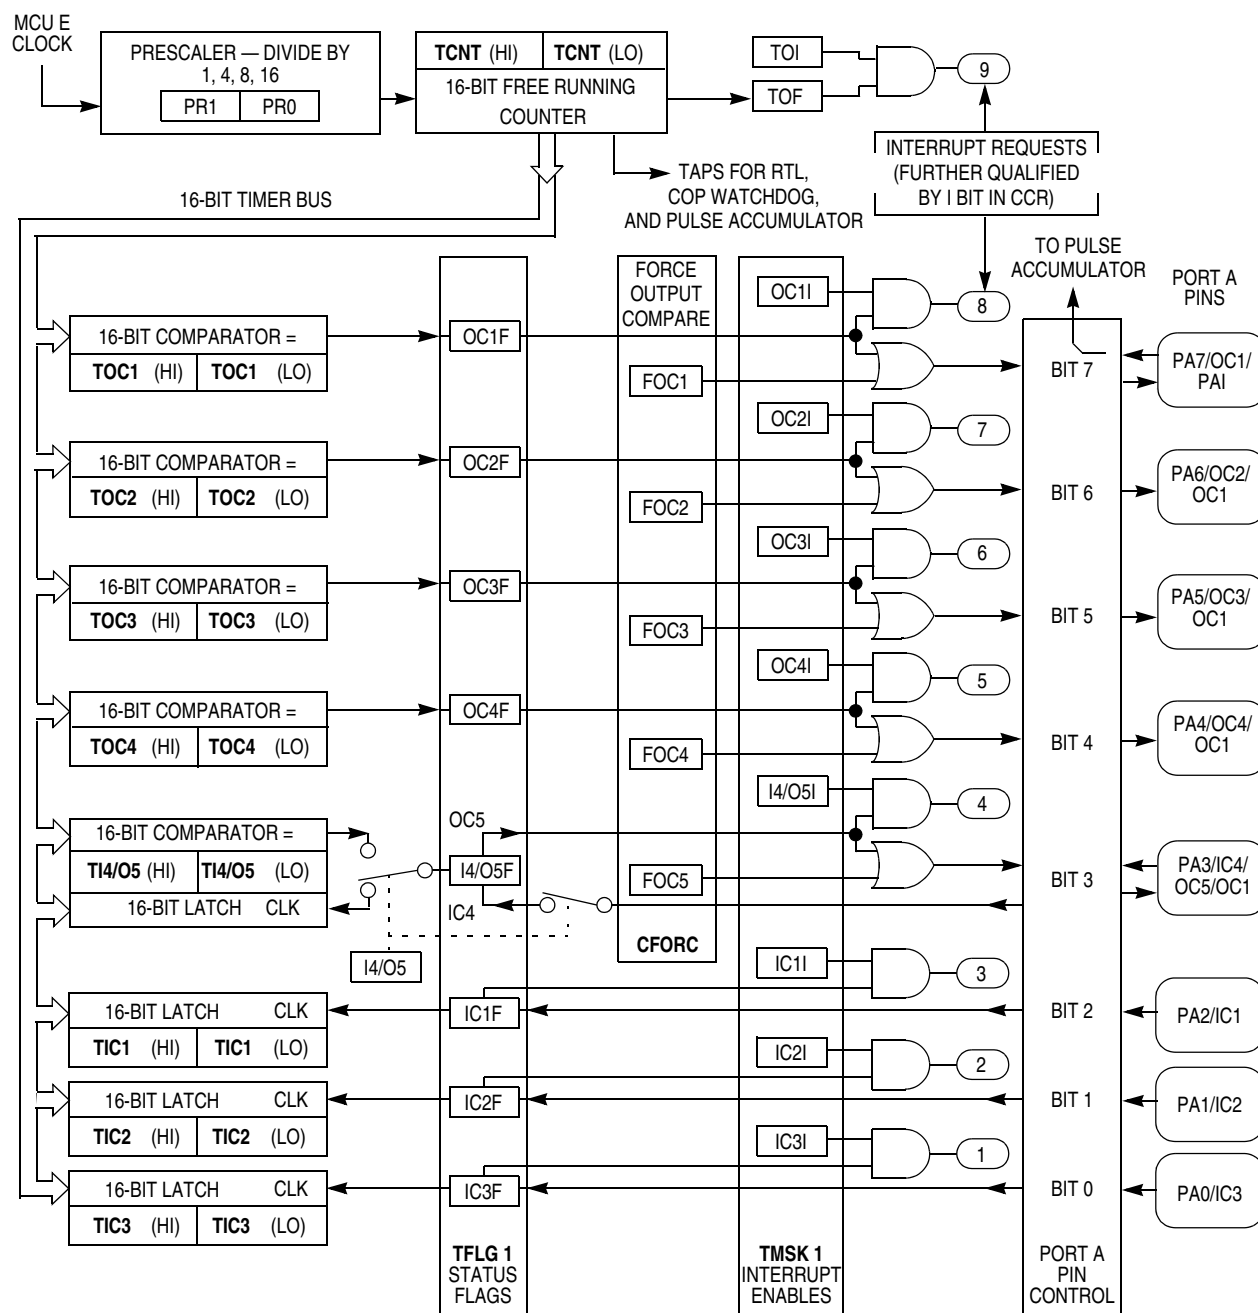 MCU E
CLOCK
PRESCALER — DIVIDE BY
1, 4, 8, 16
PR1 PR0
TCNT (HI) TCNT (LO)
16-BIT FREE RUNNING
COUNTER
TOI
TOF
9
INTERRUPT REQUESTS
(FURTHER QUALIFIED
BY I BIT IN CCR)
TAPS FOR RTL,
COP WATCHDOG,
AND PULSE ACCUMULATOR
16-BIT TIMER BUS
TO PULSE
ACCUMULATOR
PORT A
PINS
FORCE
OUTPUT
COMPARE
OC1I
8
16-BIT COMPARATOR =
TOC1 (HI) TOC1 (LO)
OC1F
FOC1
BIT 7
PA7/OC1/
PAI
OC2I
7
16-BIT COMPARATOR =
TOC2 (HI) TOC2 (LO)
OC2F
FOC2
BIT 6
PA6/OC2/
OC1
OC3I
6
16-BIT COMPARATOR =
TOC3 (HI) TOC3 (LO)
OC3F
FOC3
BIT 5
PA5/OC3/
OC1
OC4I
5
16-BIT COMPARATOR =
TOC4 (HI) TOC4 (LO)
OC4F
FOC4
BIT 4
PA4/OC4/
OC1
I4/O5I
4
16-BIT COMPARATOR =
TI4/O5 (HI) TI4/O5 (LO)
16-BIT LATCH CLK
OC5
I4/O5F
IC4
FOC5
BIT 3
PA3/IC4/
OC5/OC1
I4/O5
CFORC
IC1I
3
16-BIT LATCH CLK
TIC1 (HI) TIC1 (LO)
IC1F
BIT 2
PA2/IC1
IC2I
2
16-BIT LATCH CLK
TIC2 (HI) TIC2 (LO)
IC2F
BIT 1
PA1/IC2
IC3I
1
16-BIT LATCH CLK
TIC3 (HI) TIC3 (LO)
IC3F
BIT 0
PA0/IC3
TFLG 1
STATUS
FLAGS
TMSK 1
INTERRUPT
ENABLES
PORT A
PIN
CONTROL